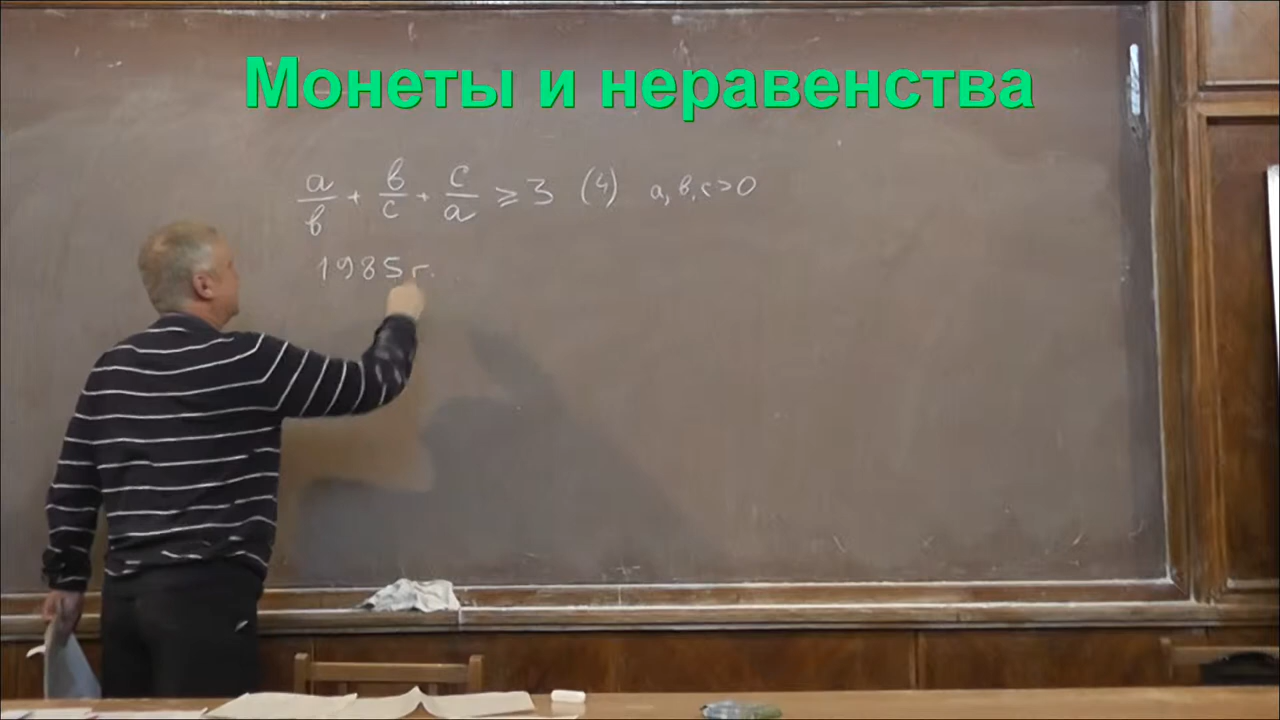 Монеты и неравенства
a/в + в/c + c/a ⩾ 3 (4) a, в, c > 0
1985 г.